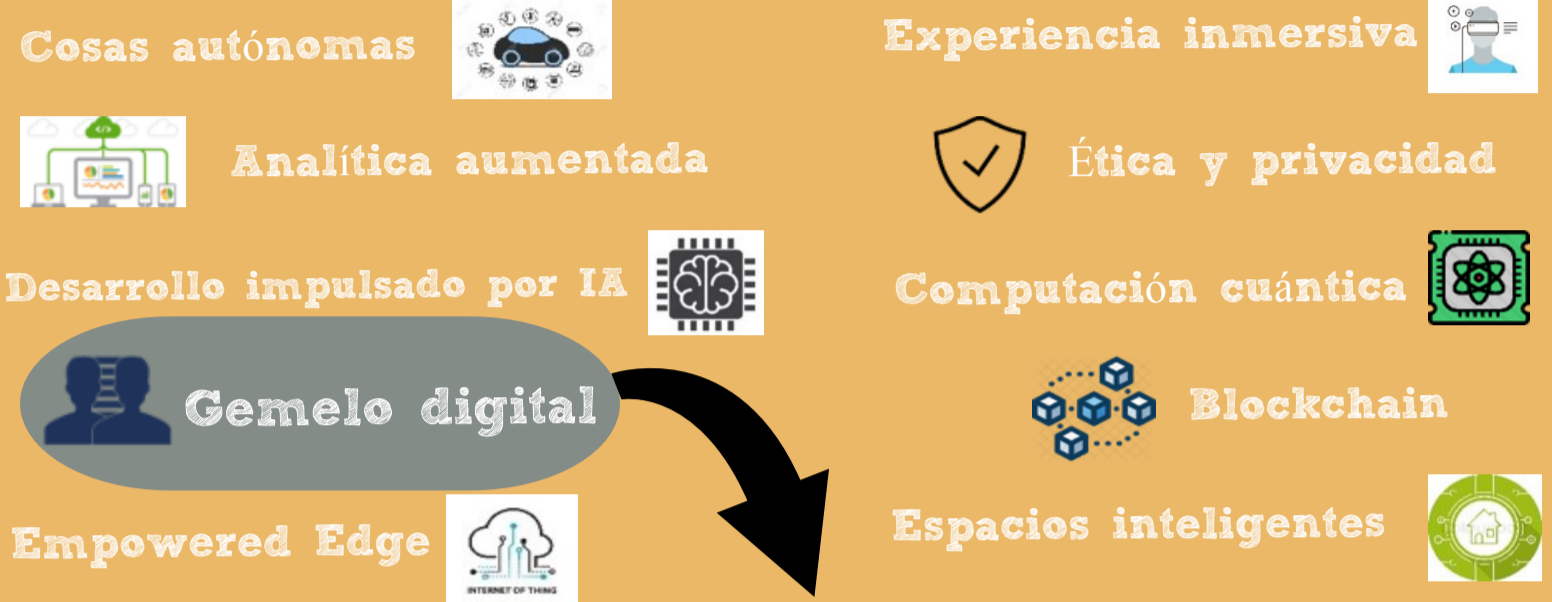 Cosas autónomas
Analítica aumentada
Desarrollo impulsado por IA
Gemelo digital
Empowered Edge
INTERNET OF THING
Experiencia inmersiva
Ética y privacidad
Computación cuántica
Blockchain
Espacios inteligentes